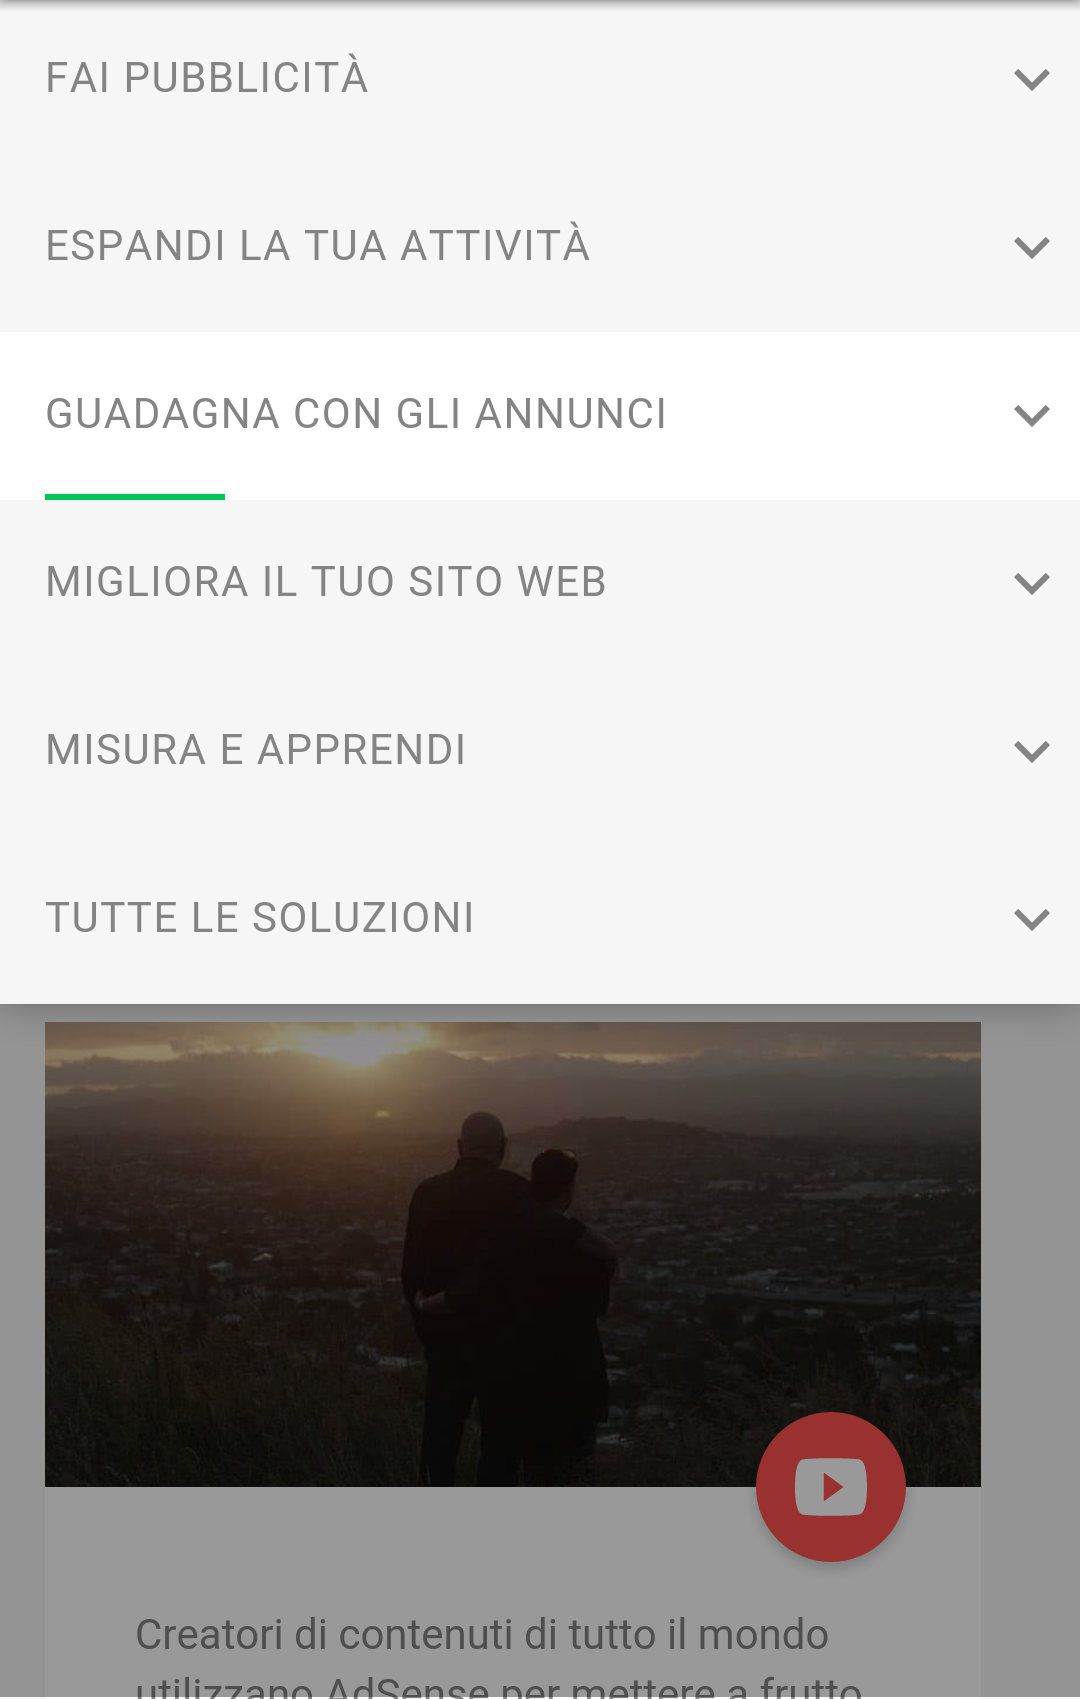 FAI PUBBLICITÀ
ESPANDI LA TUA ATTIVITÀ
GUADAGNA CON GLI ANNUNCI
MIGLIORA IL TUO SITO WEB
MISURA E APPRENDI
TUTTE LE SOLUZIONI
Creatori di contenuti di tutto il mondo
utilizzano AdSense per mettere a frutto